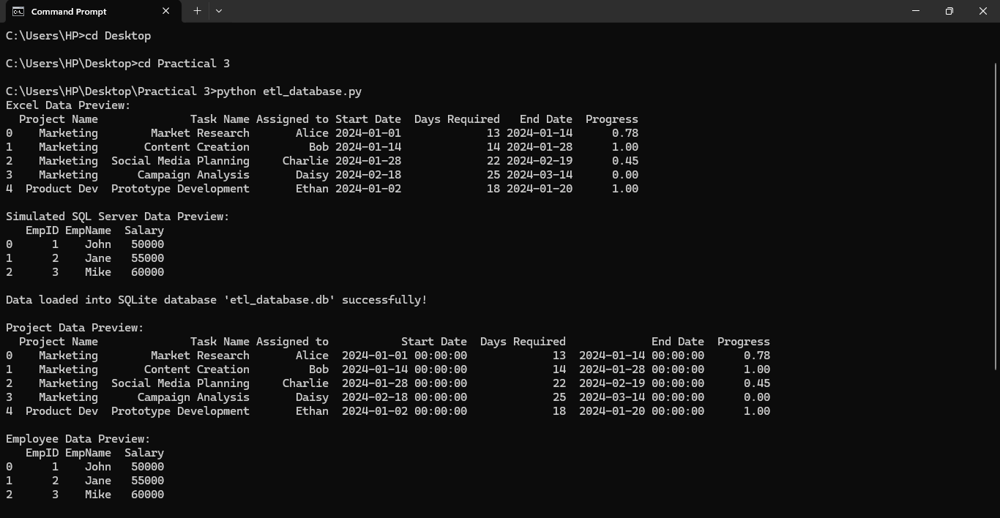 Command Prompt
C:\Users\HP>cd Desktop
C:\Users\HP\Desktop>cd Practical 3
C:\Users\HP\Desktop\Practical 3>python etl_database.py
Excel Data Preview:
  Project Name              Task Name Assigned to Start Date  Days Required   End Date  Progress
0    Marketing        Market Research       Alice 2024-01-01             13 2024-01-14      0.78
1    Marketing       Content Creation         Bob 2024-01-14             14 2024-01-28      1.00
2    Marketing  Social Media Planning     Charlie 2024-01-28             22 2024-02-19      0.45
3    Marketing      Campaign Analysis       Daisy 2024-02-18             25 2024-03-14      0.00
4  Product Dev  Prototype Development       Ethan 2024-01-02             18 2024-01-20      1.00
Simulated SQL Server Data Preview:
   EmpID EmpName  Salary
0      1    John   50000
1      2    Jane   55000
2      3    Mike   60000
Data loaded into SQLite database 'etl_database.db' successfully!
Project Data Preview:
  Project Name              Task Name Assigned to           Start Date  Days Required             End Date  Progress
0    Marketing        Market Research       Alice  2024-01-01 00:00:00             13  2024-01-14 00:00:00      0.78
1    Marketing       Content Creation         Bob  2024-01-14 00:00:00             14  2024-01-28 00:00:00      1.00
2    Marketing  Social Media Planning     Charlie  2024-01-28 00:00:00             22  2024-02-19 00:00:00      0.45
3    Marketing      Campaign Analysis       Daisy  2024-02-18 00:00:00             25  2024-03-14 00:00:00      0.00
4  Product Dev  Prototype Development       Ethan  2024-01-02 00:00:00             18  2024-01-20 00:00:00      1.00
Employee Data Preview:
   EmpID EmpName  Salary
0      1    John   50000
1      2    Jane   55000
2      3    Mike   60000